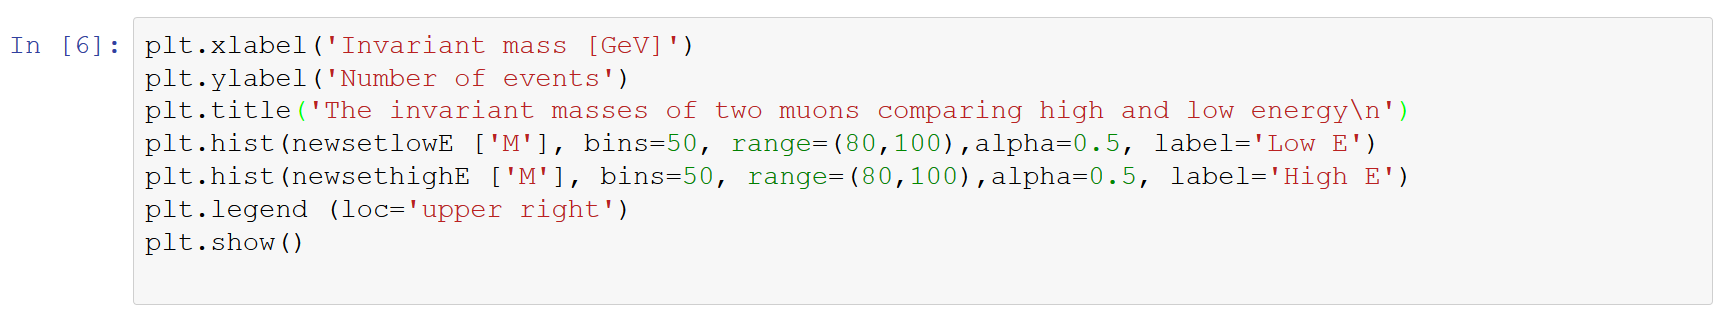 In [6]: plt.xlabel('Invariant mass [GeV]')
plt.ylabel('Number of events')
plt.title('The invariant masses of two muons comparing high and low energy\n')
plt.hist(newsetlowE ['M'], bins=50, range=(80,100),alpha=0.5, label='Low E')
plt.hist(newsethighE ['M'], bins=50, range=(80,100),alpha=0.5, label='High E')
plt.legend (loc='upper right')
plt.show()